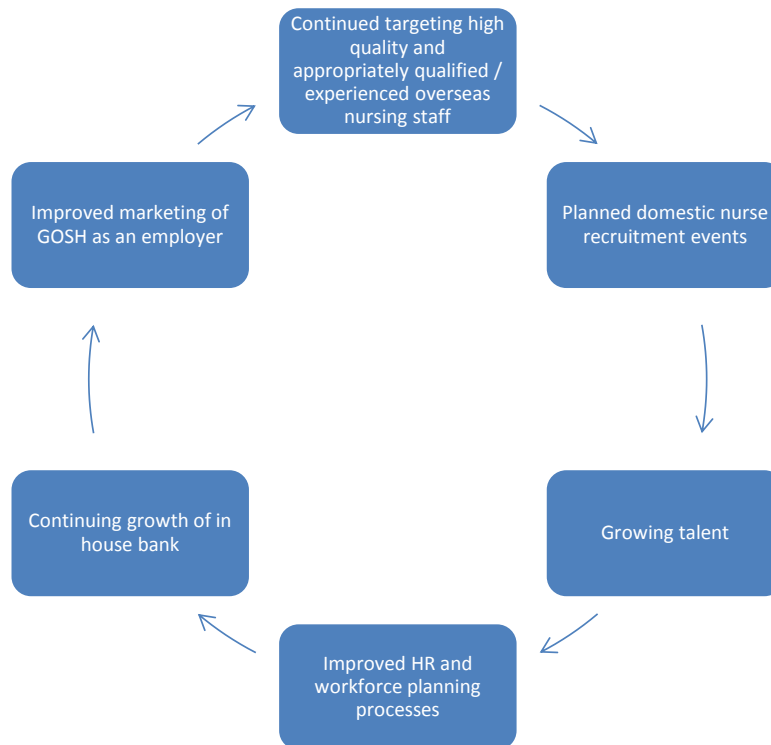 Continued targeting high
quality and
appropriately qualified /
experienced overseas
nursing staff
Planned domestic nurse
recruitment events
Growing talent
Improved HR and
workforce planning
processes
Continuing growth of in
house bank
Improved marketing of
GOSH as an employer